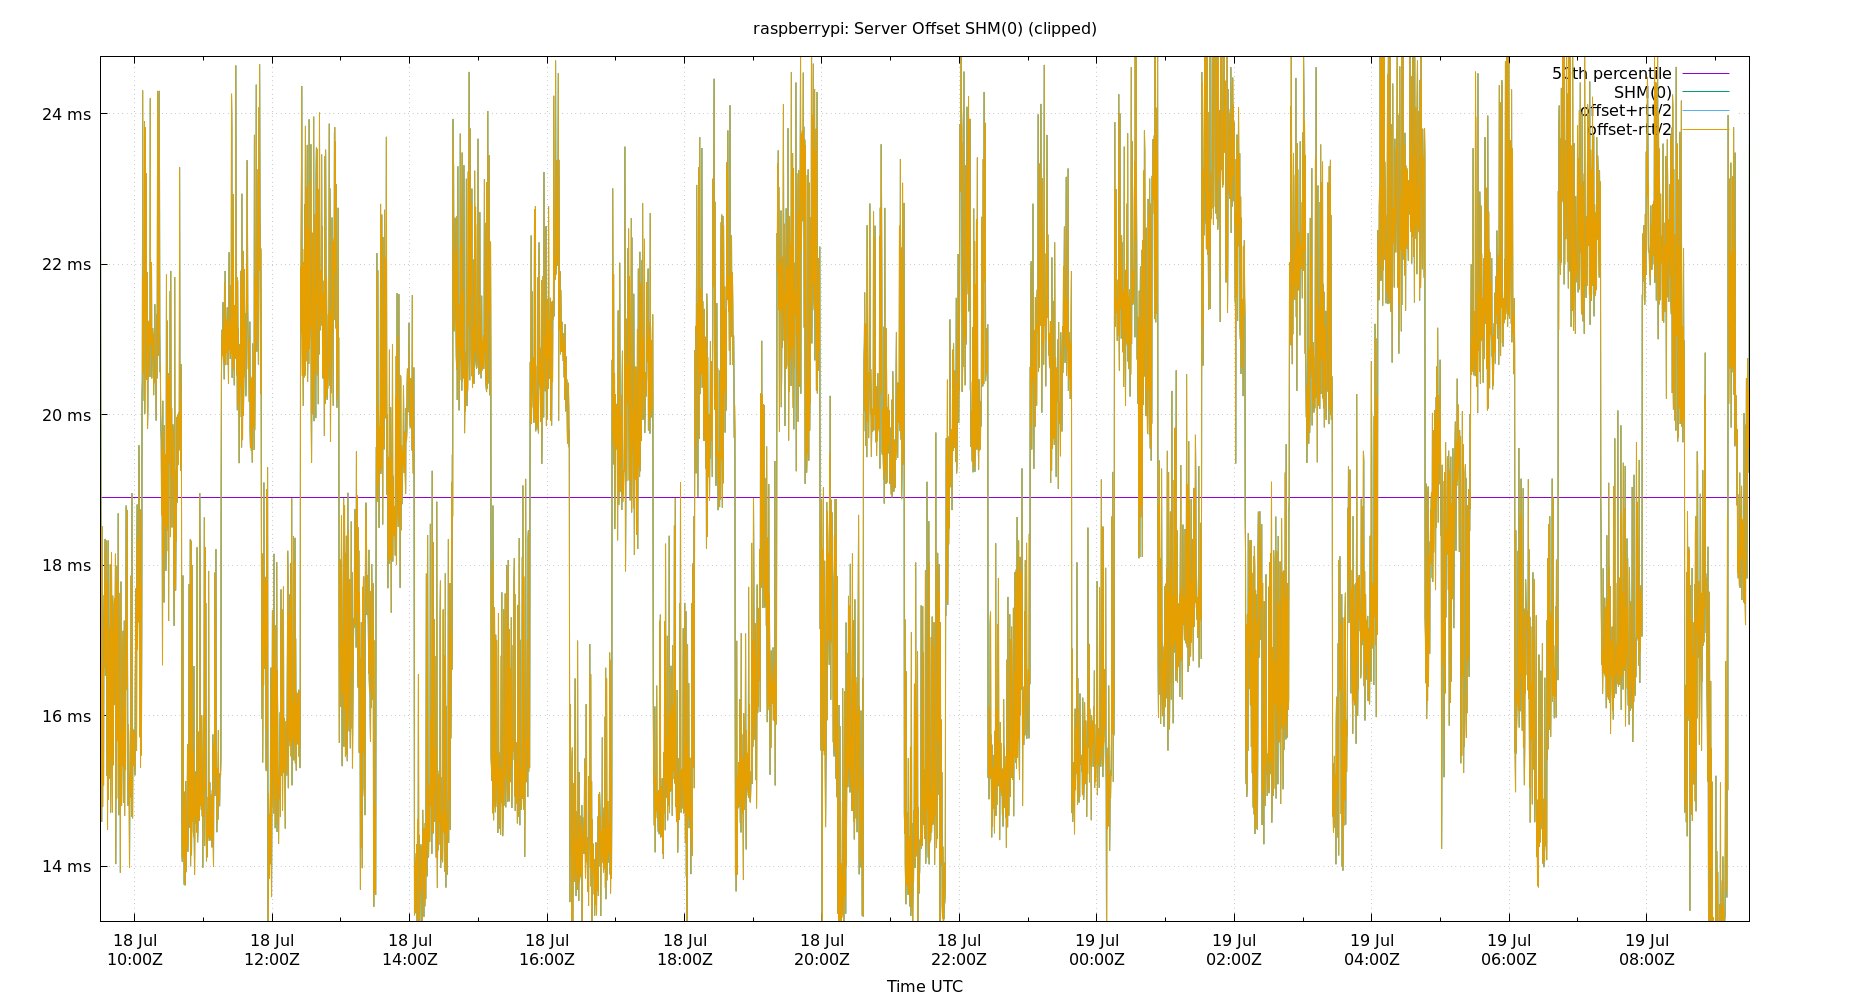 raspberrypi: Server Offset SHM(0) (clipped)
50th percentile
SHM(0)
offset+rtt/2
offset-rtt/2
24 ms
22 ms
20 ms
18 ms
16 ms
14 ms
18 Jul 18 Jul 18 Jul 18 Jul 18 Jul 18 Jul 18 Jul 19 Jul 19 Jul 19 Jul 19 Jul 19 Jul
10:00Z 12:00Z 14:00Z 16:00Z 18:00Z 20:00Z 22:00Z 00:00Z 02:00Z 04:00Z 06:00Z 08:00Z
Time UTC